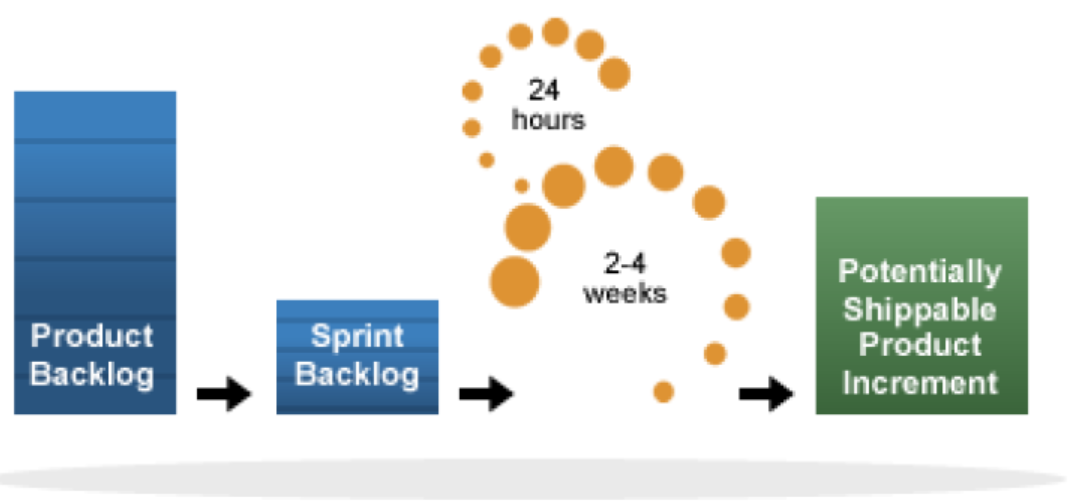 Product
Backlog
Sprint
Backlog
24
hours
2-4
weeks
Potentially
Shippable
Product
Increment